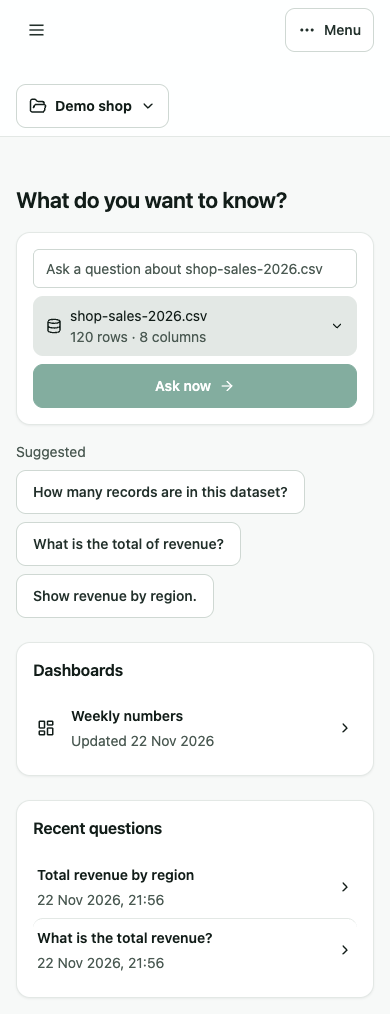 Menu
Demo shop
What do you want to know?
Ask a question about shop-sales-2026.csv
shop-sales-2026.csv
120 rows · 8 columns
Ask now
Suggested
How many records are in this dataset?
What is the total of revenue?
Show revenue by region.
Dashboards
Weekly numbers
Updated 22 Nov 2026
Recent questions
Total revenue by region
22 Nov 2026, 21:56
What is the total revenue?
22 Nov 2026, 21:56